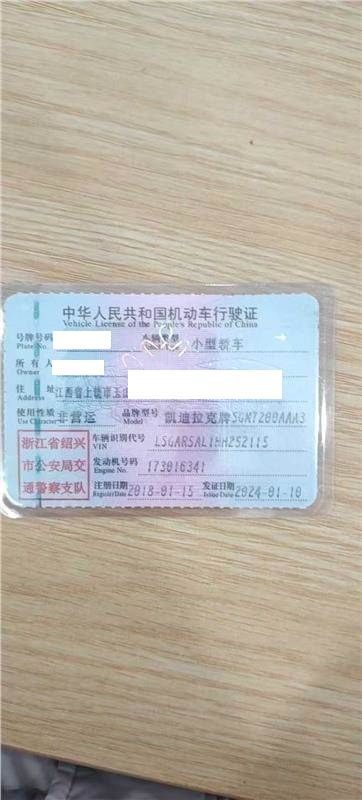 中华人民共和国机动车行驶证
Vehicle License of the People's Republic of China
号牌号码 小型轿车
Plate No.
所有人
Owner
住址 江西省上饶市玉山
Address
使用性质 非营运 品牌型号 凯迪拉克牌SGM7200AAA3
Use Character Model
浙江省绍兴 车辆识别代号 LSGARSAL1HH252115
VIN
市公安局交 发动机号码 173016341
Engine No.
通警察支队 注册日期 2018-01-15 发证日期 2024-01-10
Register Date Issue Date